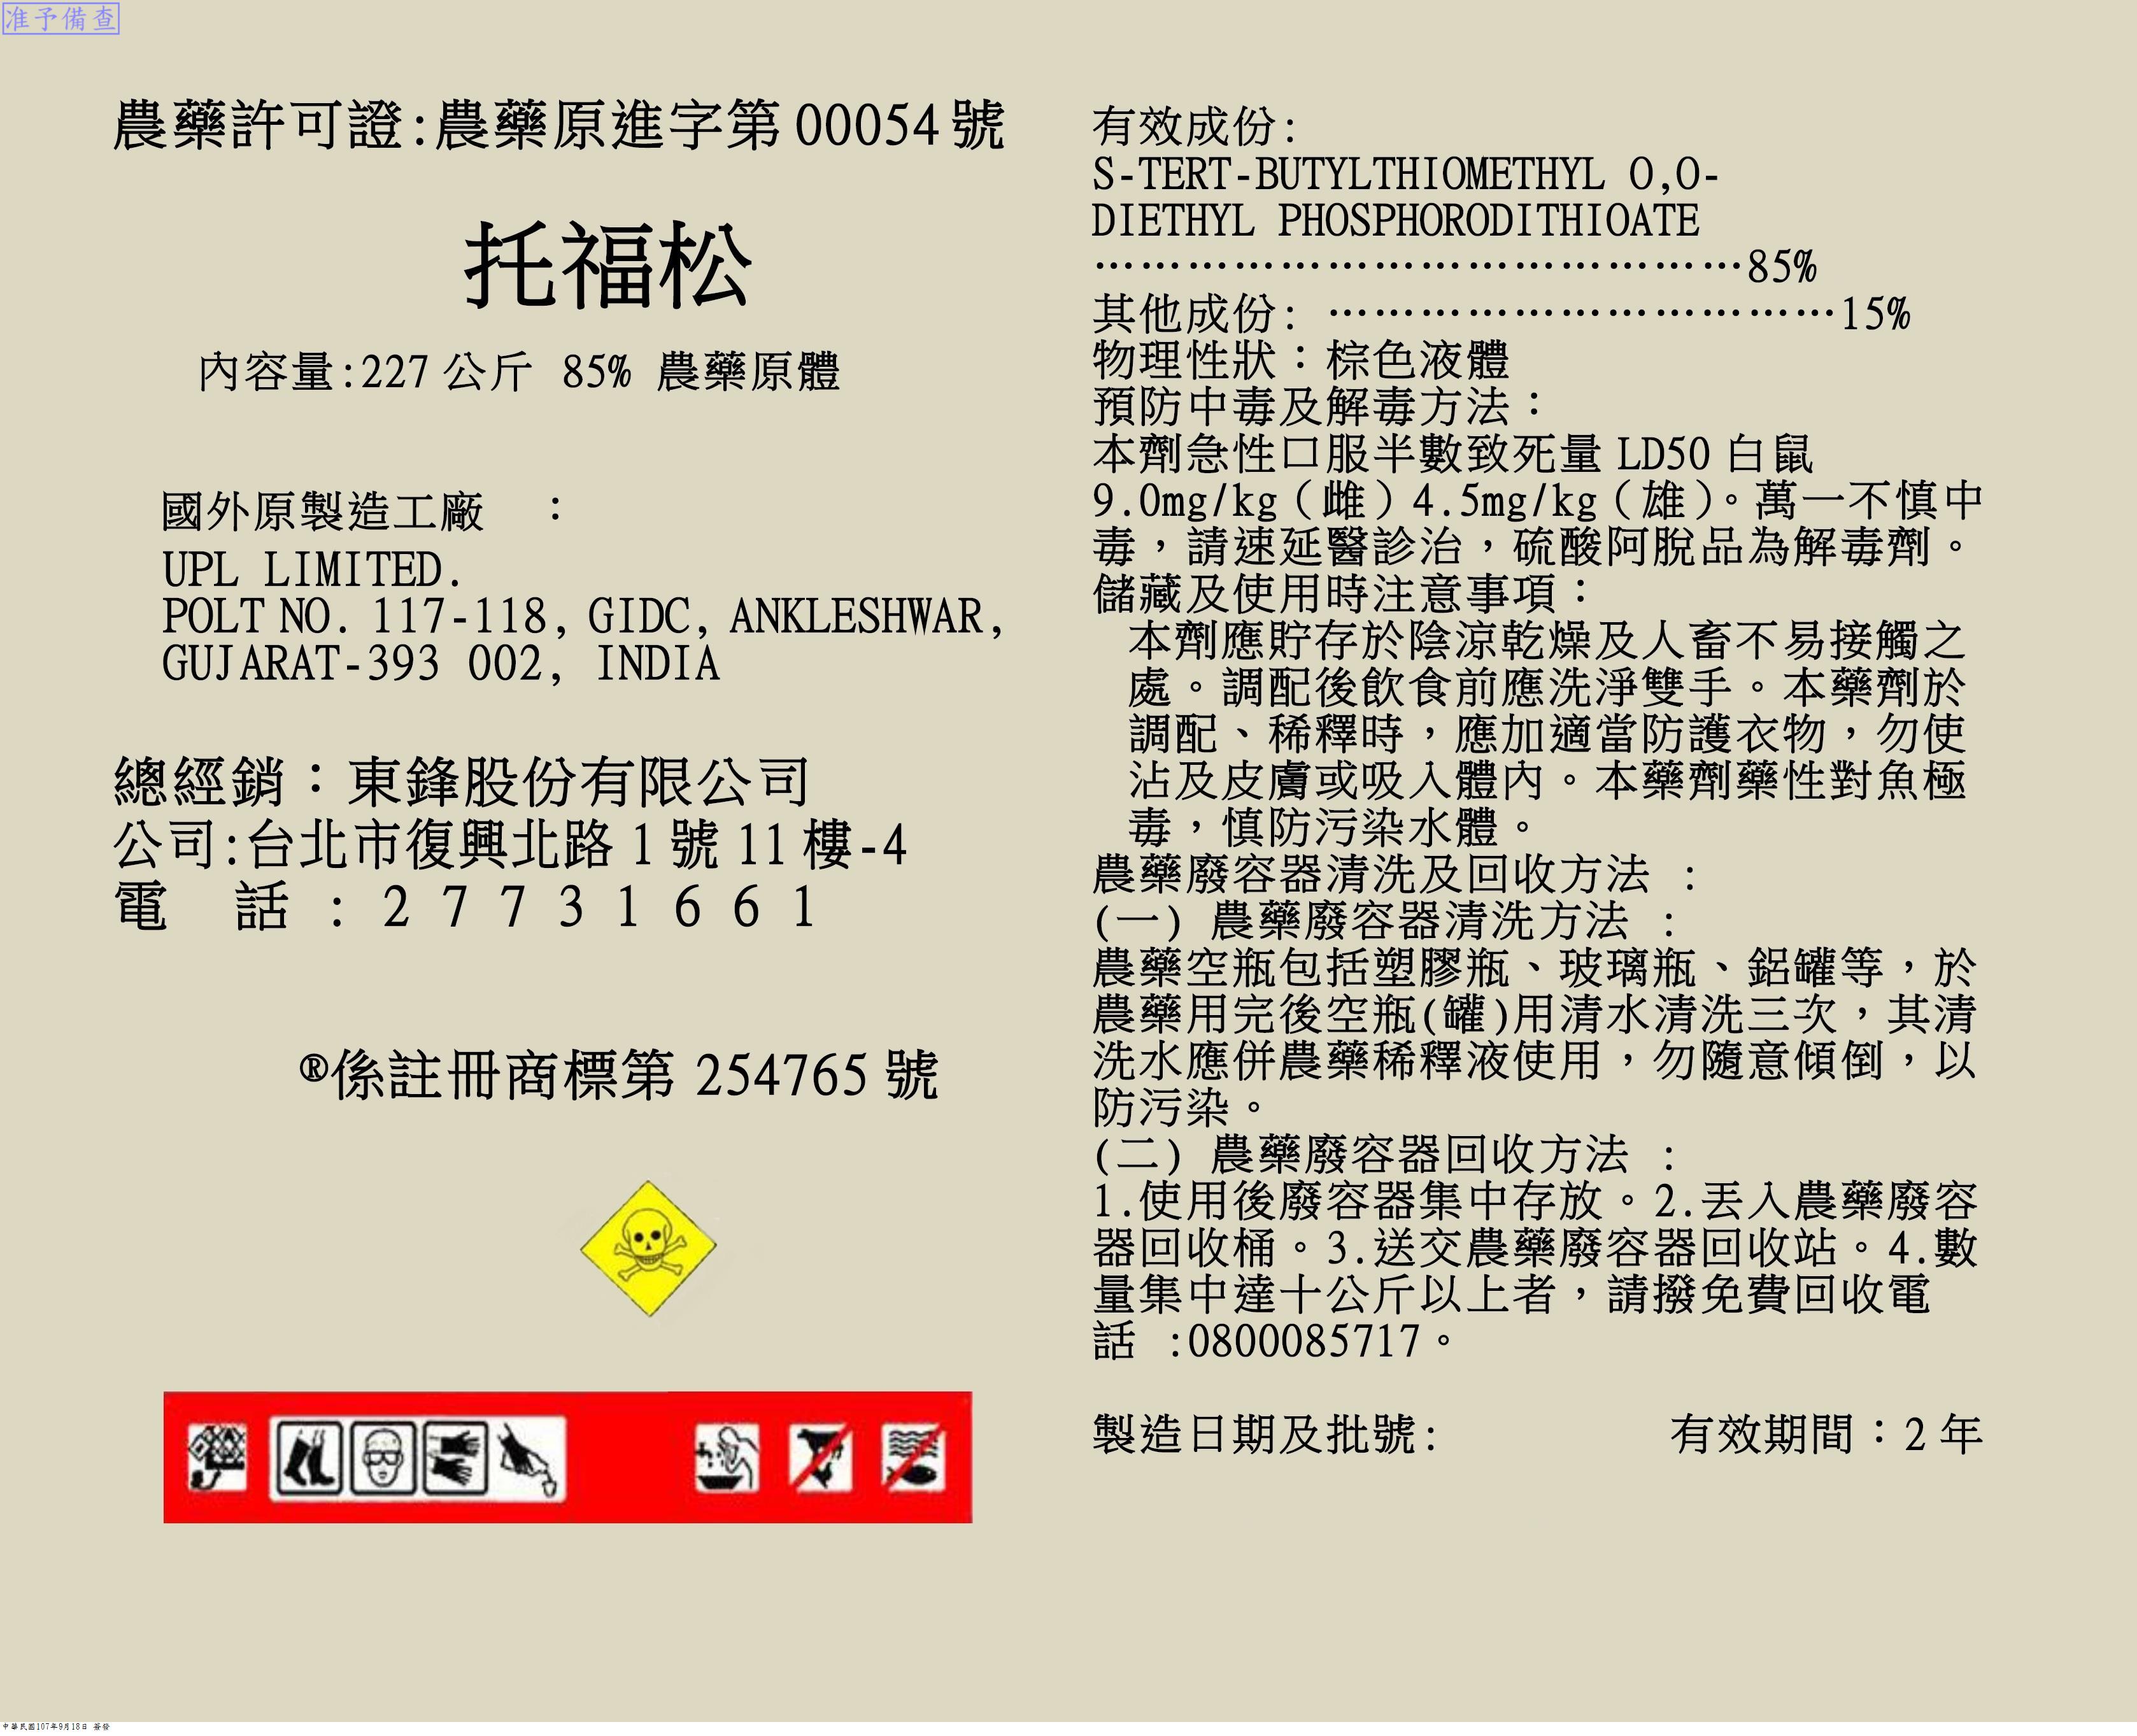 准予備查
農藥許可證:農藥原進字第 00054 號
托福松
內容量:227 公斤 85% 農藥原體
國外原製造工廠 ：
UPL LIMITED.
POLT NO. 117-118, GIDC, ANKLESHWAR,
GUJARAT-393 002, INDIA
總經銷：東鋒股份有限公司
公司:台北市復興北路 1 號 11 樓-4
電 話 : 2 7 7 3 1 6 6 1
®係註冊商標第 254765 號
有效成份:
S-TERT-BUTYLTHIOMETHYL O,O-
DIETHYL PHOSPHORODITHIOATE
………………………………………85%
其他成份: ………………………………15%
物理性狀：棕色液體
預防中毒及解毒方法：
本劑急性口服半數致死量 LD50 白鼠
9.0mg/kg（雌）4.5mg/kg（雄）。萬一不慎中
毒，請速延醫診治，硫酸阿脫品為解毒劑。
儲藏及使用時注意事項：
本劑應貯存於陰涼乾燥及人畜不易接觸之
處。調配後飲食前應洗淨雙手。本藥劑於
調配、稀釋時，應加適當防護衣物，勿使
沾及皮膚或吸入體內。本藥劑藥性對魚極
毒，慎防污染水體。
農藥廢容器清洗及回收方法 :
(一) 農藥廢容器清洗方法 :
農藥空瓶包括塑膠瓶、玻璃瓶、鋁罐等，於
農藥用完後空瓶(罐)用清水清洗三次，其清
洗水應併農藥稀釋液使用，勿隨意傾倒，以
防污染。
(二) 農藥廢容器回收方法 :
1.使用後廢容器集中存放。2.丟入農藥廢容
器回收桶。3.送交農藥廢容器回收站。4.數
量集中達十公斤以上者，請撥免費回收電
話 :0800085717。
製造日期及批號: 有效期間：2 年
中華民國107年9月18日 簽發